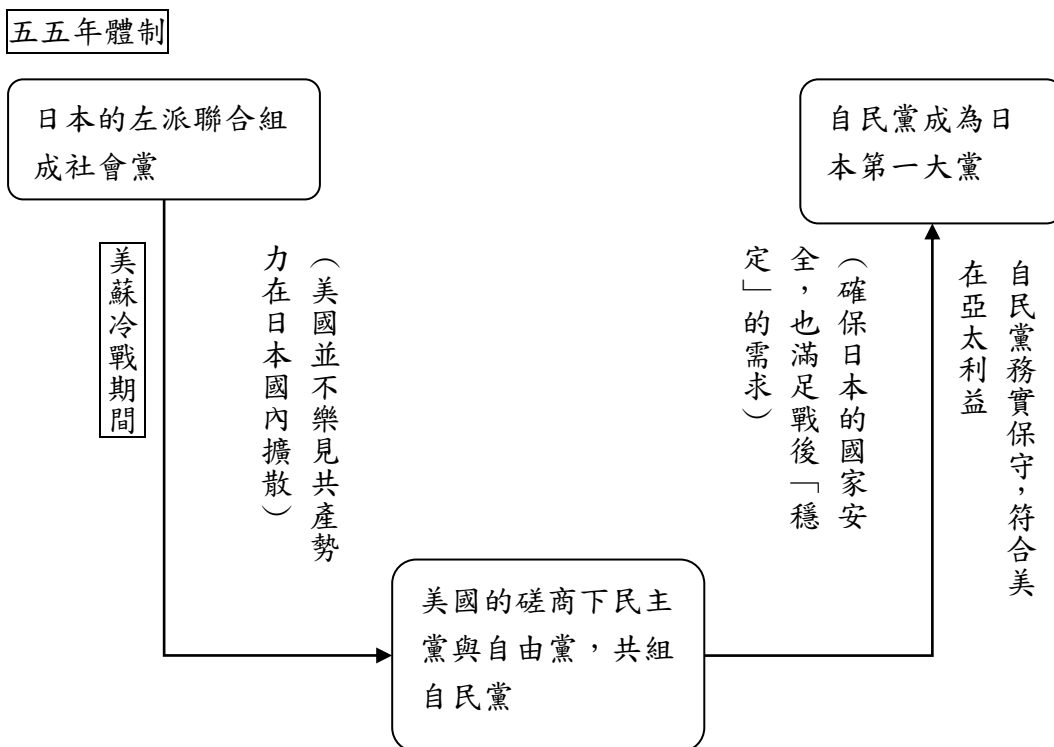 五五年體制
日本的左派聯合組
成社會黨
自民黨成為日
本第一大黨
美蘇冷戰期間
（美國並不樂見共產勢
力在日本國內擴散）
（確保日本的國家安
全，也滿足戰後「穩
定」的需求）
自民黨務實保守，符合美
在亞太利益
美國的磋商下民主
黨與自由黨，共組
自民黨